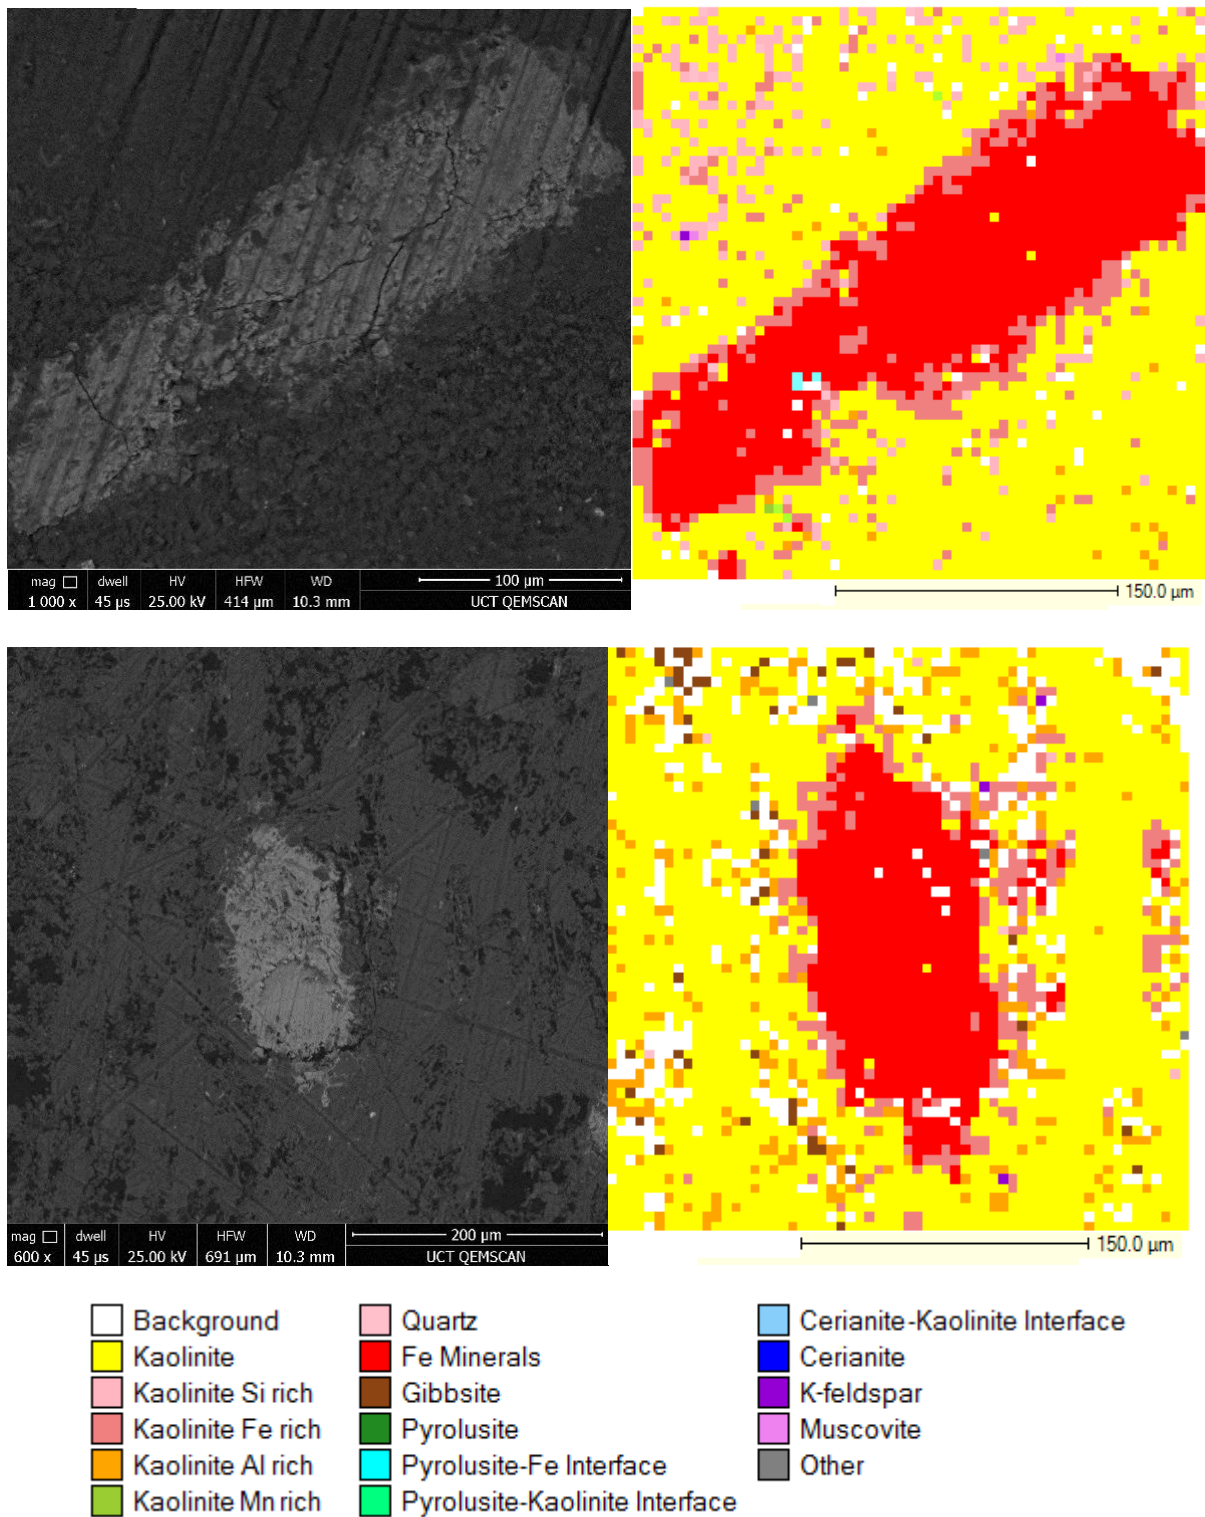 mag dwell HV HFW WD 100 µm
1 000 x 45 µs 25.00 kV 414 µm 10.3 mm UCT QEMSCAN
150.0 µm
mag dwell HV HFW WD 200 µm
600 x 45 µs 25.00 kV 691 µm 10.3 mm UCT QEMSCAN
150.0 µm
Background
Kaolinite
Kaolinite Si rich
Kaolinite Fe rich
Kaolinite Al rich
Kaolinite Mn rich
Quartz
Fe Minerals
Gibbsite
Pyrolusite
Pyrolusite-Fe Interface
Pyrolusite-Kaolinite Interface
Cerianite-Kaolinite Interface
Cerianite
K-feldspar
Muscovite
Other